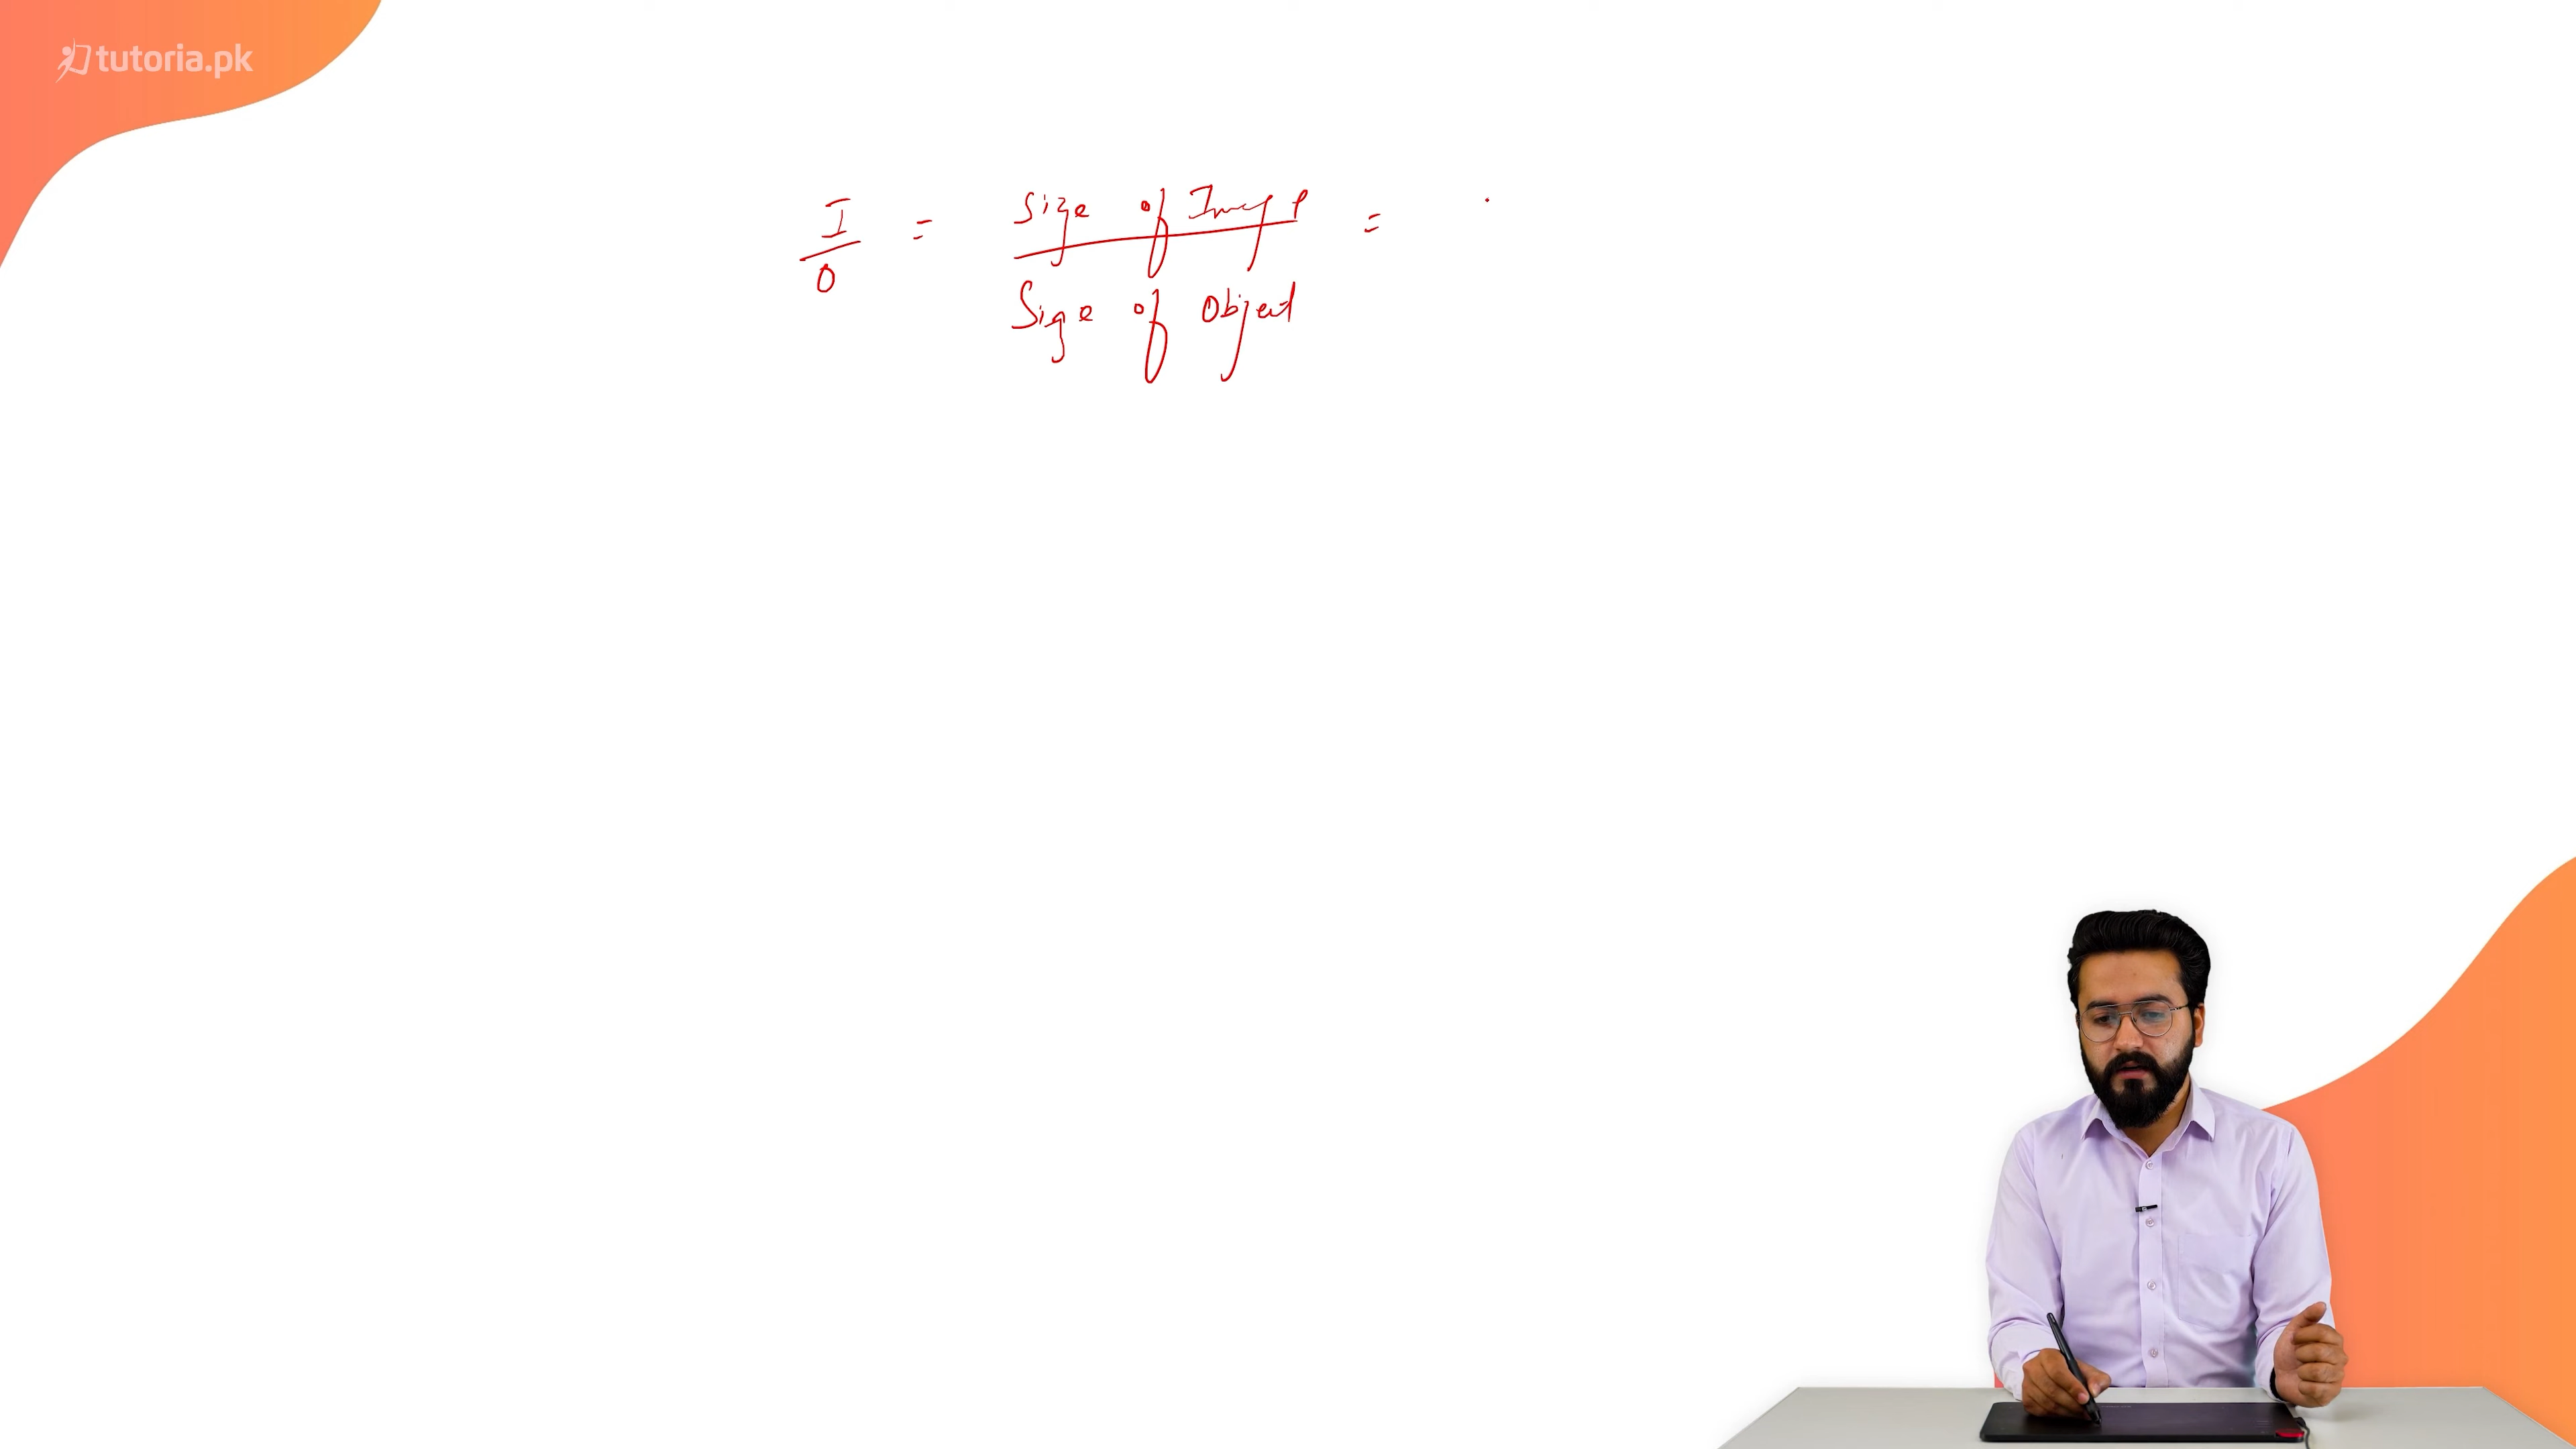 tutoria.pk
I/O = Size of Image / Size of Object =